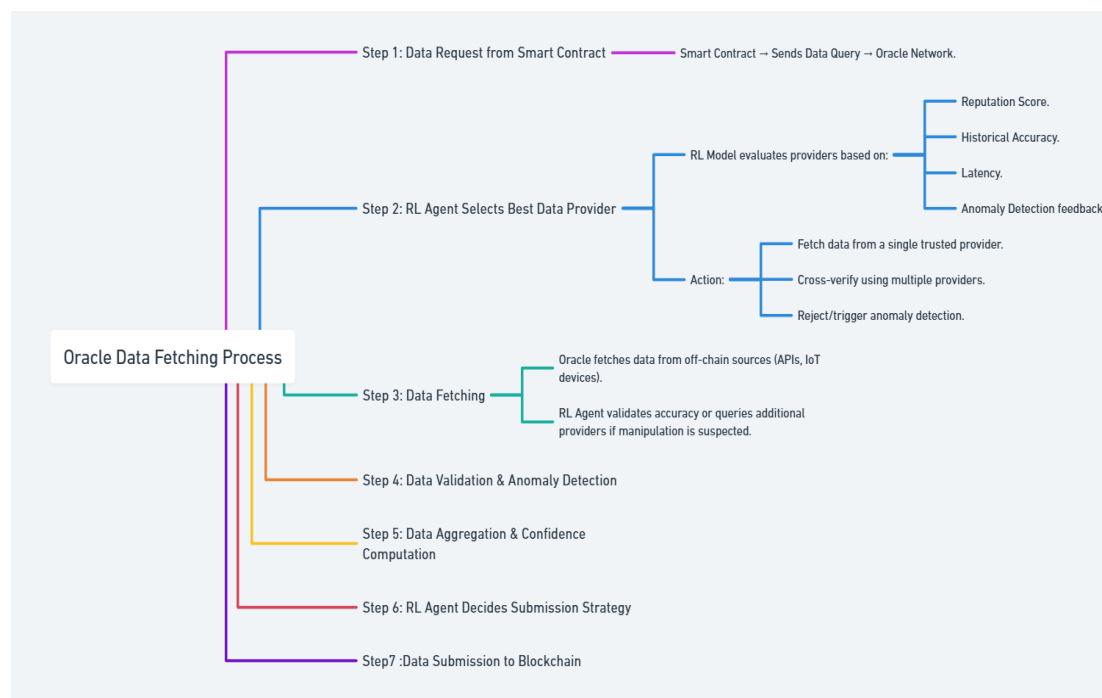 Oracle Data Fetching Process
Step 1: Data Request from Smart Contract
Smart Contract → Sends Data Query → Oracle Network.
Step 2: RL Agent Selects Best Data Provider
RL Model evaluates providers based on:
Reputation Score.
Historical Accuracy.
Latency.
Anomaly Detection feedback
Action:
Fetch data from a single trusted provider.
Cross-verify using multiple providers.
Reject/trigger anomaly detection.
Step 3: Data Fetching
Oracle fetches data from off-chain sources (APIs, IoT
devices).
RL Agent validates accuracy or queries additional
providers if manipulation is suspected.
Step 4: Data Validation & Anomaly Detection
Step 5: Data Aggregation & Confidence
Computation
Step 6: RL Agent Decides Submission Strategy
Step7 :Data Submission to Blockchain